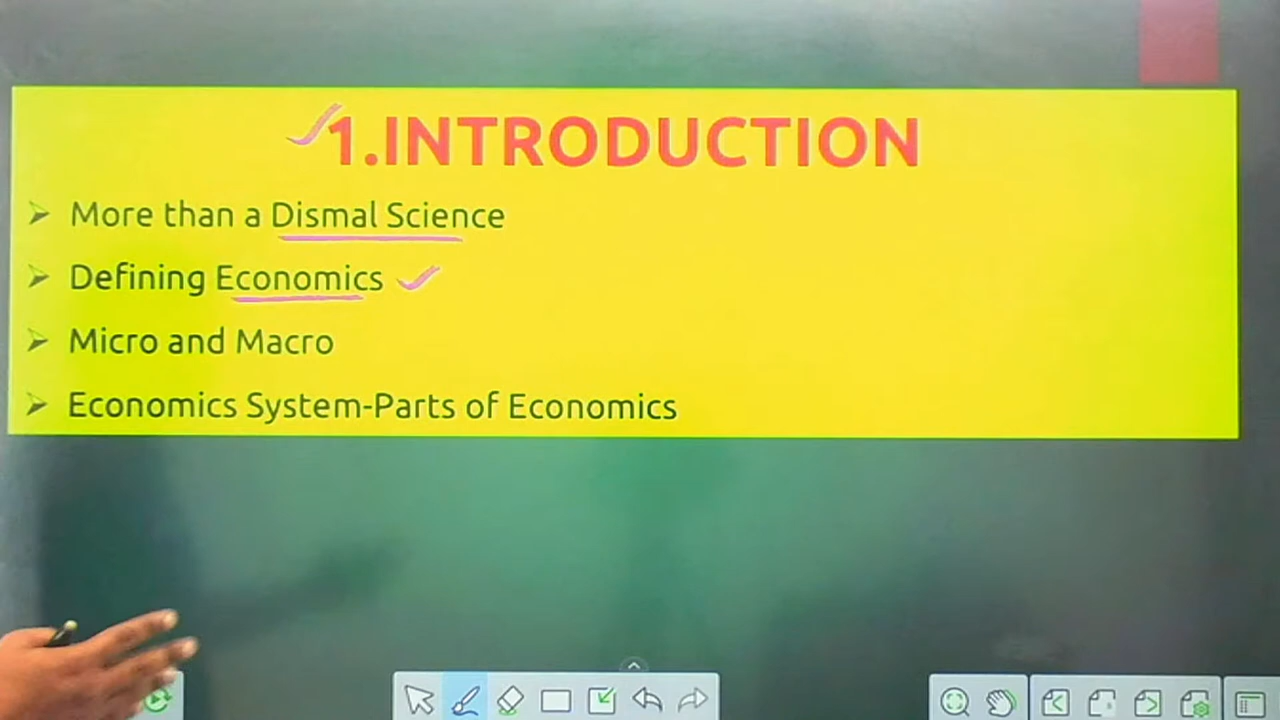 1.INTRODUCTION
More than a Dismal Science
Defining Economics
Micro and Macro
Economics System-Parts of Economics